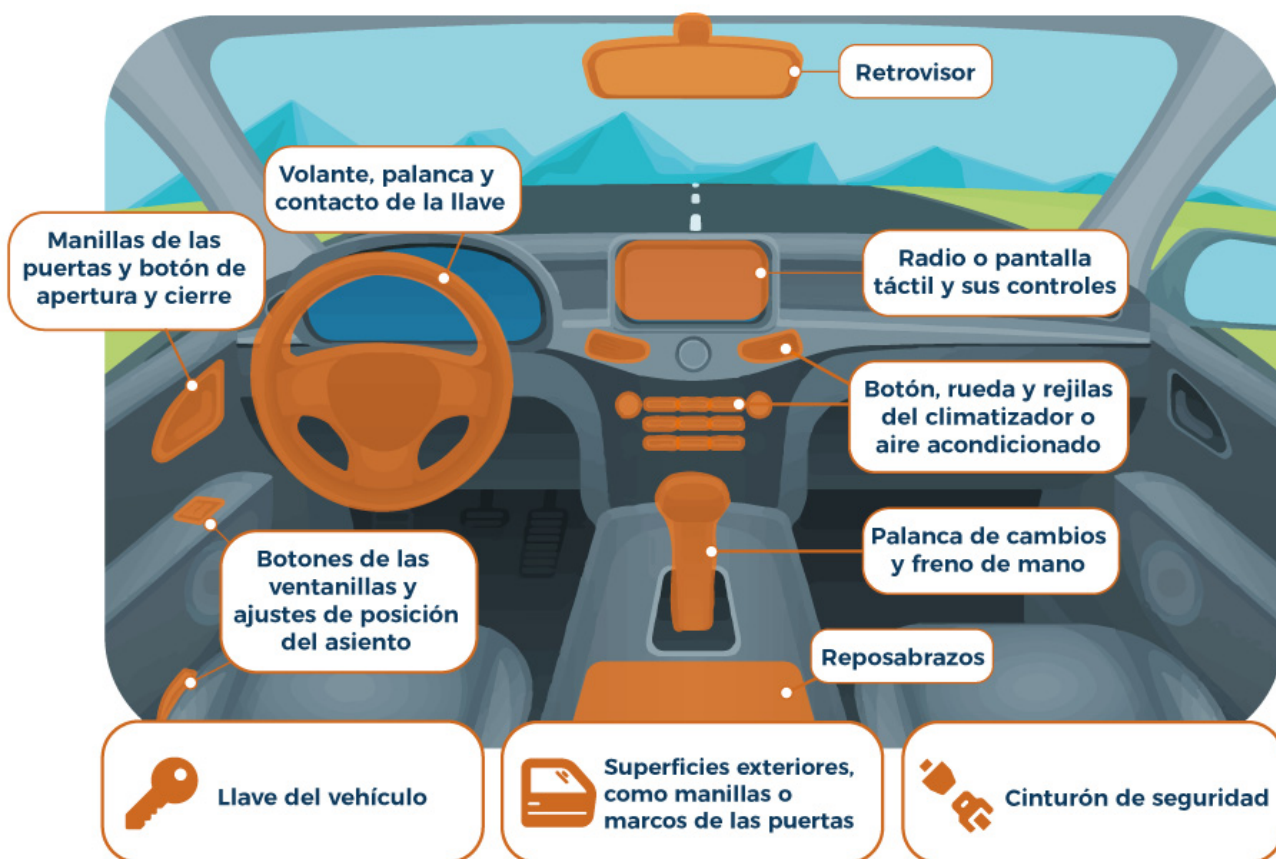 Retrovisor
Volante, palanca y
contacto de la llave
Manillas de las
puertas y botón de
apertura y cierre
Radio o pantalla
táctil y sus controles
Botón, rueda y rejilas
del climatizador o
aire acondicionado
Palanca de cambios
y freno de mano
Botones de las
ventanillas y
ajustes de posición
del asiento
Reposabrazos
Llave del vehículo
Superficies exteriores,
como manillas o
marcos de las puertas
Cinturón de seguridad